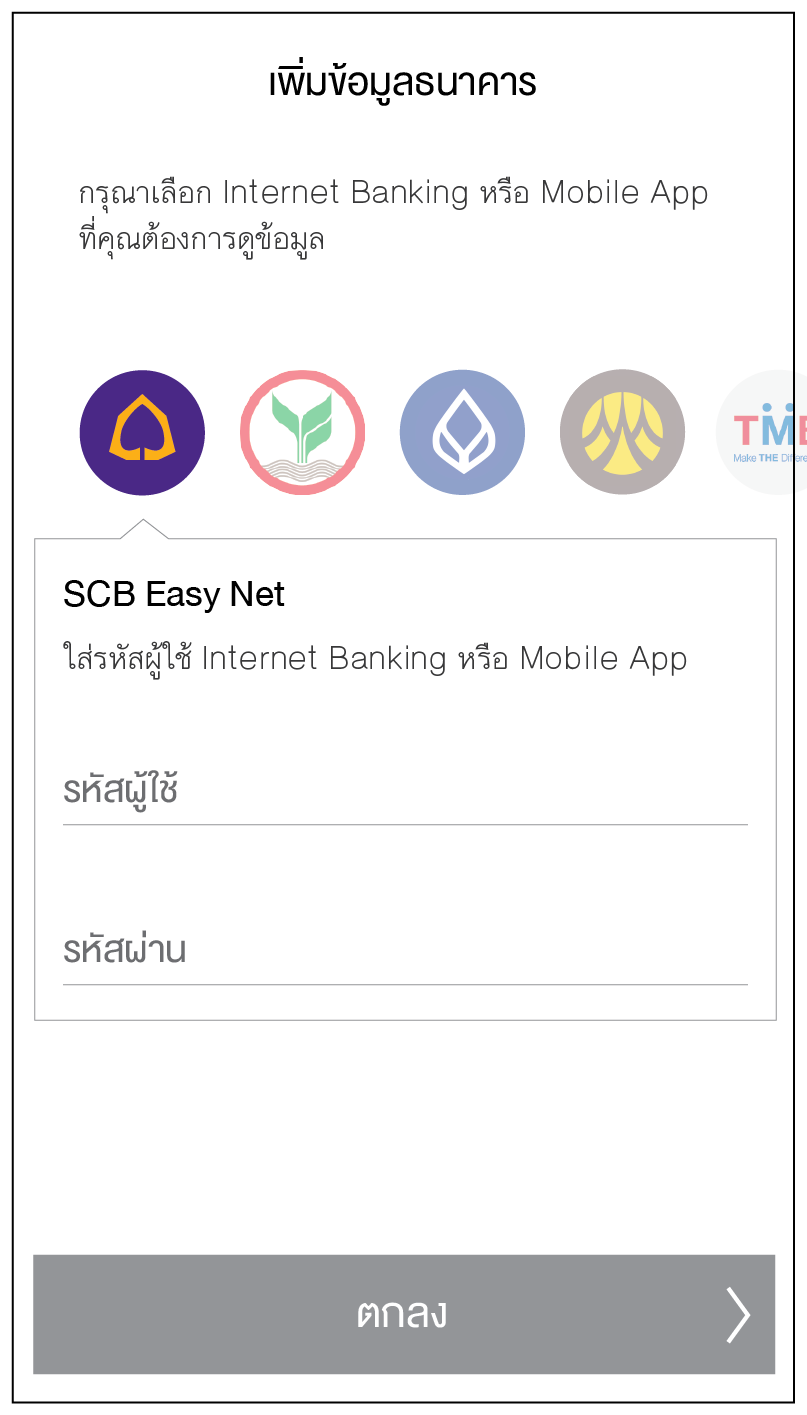 เพิ่มข้อมูลธนาคาร
กรุณาเลือก Internet Banking หรือ Mobile App
ที่คุณต้องการดูข้อมูล
TMB
Make THE Differe
SCB Easy Net
ใส่รหัสผู้ใช้ Internet Banking หรือ Mobile App
รหัสผู้ใช้
รหัสผ่าน
ตกลง